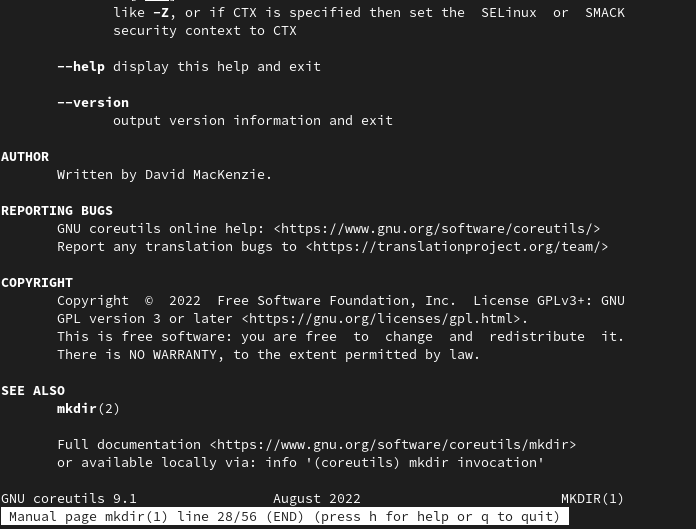 like -Z, or if CTX is specified then set the SELinux or SMACK
security context to CTX
--help display this help and exit
--version
output version information and exit
AUTHOR
Written by David MacKenzie.
REPORTING BUGS
GNU coreutils online help: <https://www.gnu.org/software/coreutils/>
Report any translation bugs to <https://translationproject.org/team/>
COPYRIGHT
Copyright © 2022 Free Software Foundation, Inc. License GPLv3+: GNU
GPL version 3 or later <https://gnu.org/licenses/gpl.html>.
This is free software: you are free to change and redistribute it.
There is NO WARRANTY, to the extent permitted by law.
SEE ALSO
mkdir(2)
Full documentation <https://www.gnu.org/software/coreutils/mkdir>
or available locally via: info '(coreutils) mkdir invocation'
GNU coreutils 9.1 August 2022 MKDIR(1)
Manual page mkdir(1) line 28/56 (END) (press h for help or q to quit)